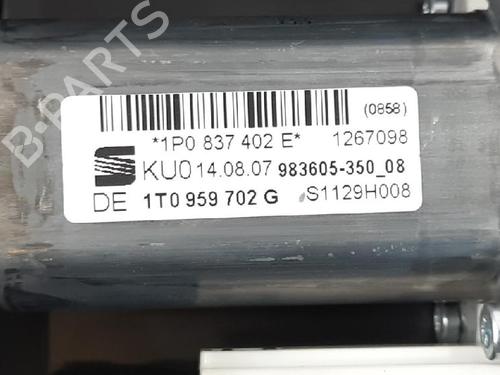 B-PARTS
(0858)
*1P0 837 402 E* 1267098
KU0 14.08.07 983605-350_08
DE 1T0 959 702 G S1129H008